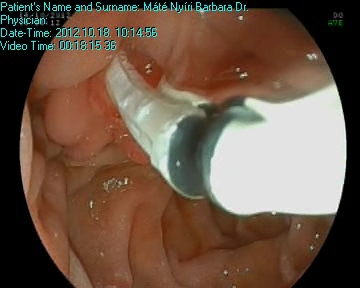 Patient's Name and Surname: Máté Nyíri Barbara Dr.
Physician:
Date-Time: 2012.10.18. 10:14:56
Video Time: 00:18:15.36